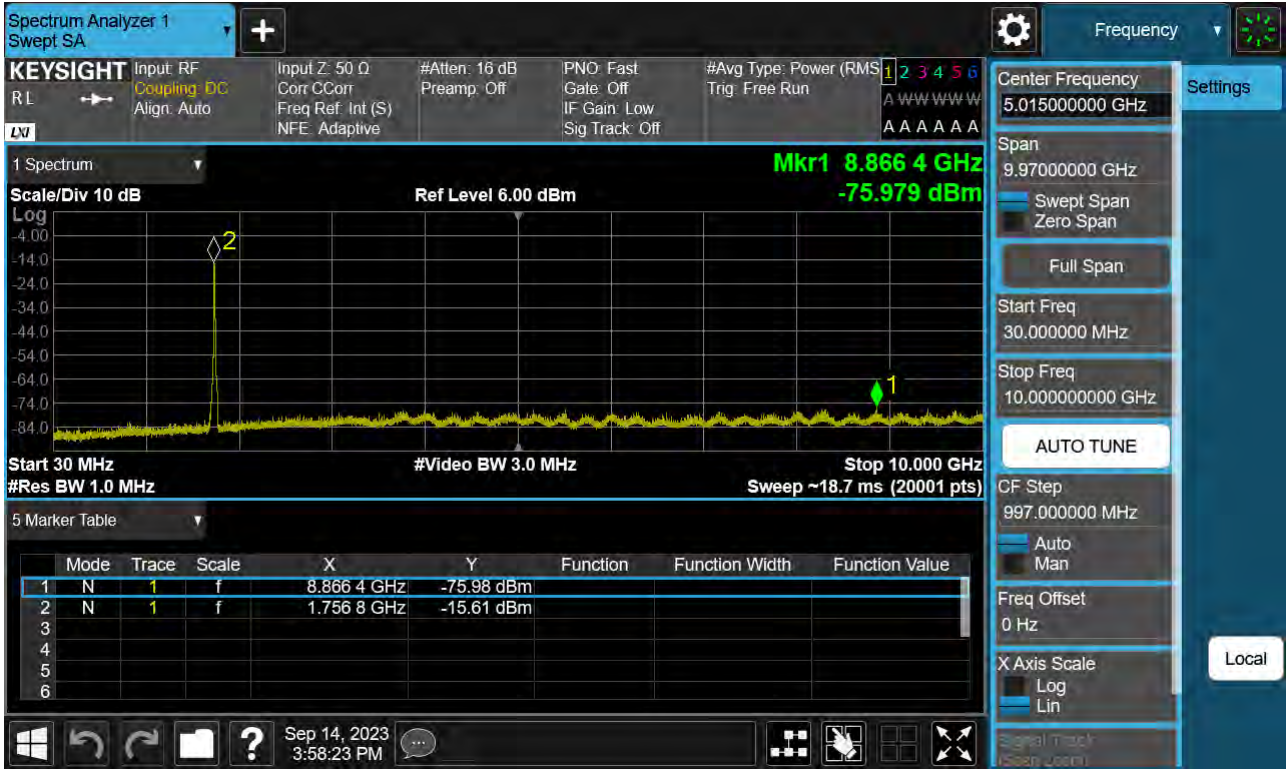 Spectrum Analyzer 1
Swept SA
Frequency
KEYSIGHT
R L
LXI
Input: RF
Coupling: DC
Align: Auto
Input Z: 50 Ω
Corr CCorr
Freq Ref: Int (S)
NFE: Adaptive
#Atten: 16 dB
Preamp: Off
PNO: Fast
Gate: Off
IF Gain: Low
Sig Track: Off
#Avg Type: Power (RMS
Trig: Free Run
1 2 3 4 5 6
A W W W W W
A A A A A A
1 Spectrum
Scale/Div 10 dB
Ref Level 6.00 dBm
Mkr1 8.866 4 GHz
-75.979 dBm
Log
-4.00
-14.0
-24.0
-34.0
-44.0
-54.0
-64.0
-74.0
-84.0
2
1
Start 30 MHz
#Video BW 3.0 MHz
Stop 10.000 GHz
#Res BW 1.0 MHz
Sweep ~18.7 ms (20001 pts)
5 Marker Table
Mode Trace Scale X Y Function Function Width Function Value
1 N 1 f 8.866 4 GHz -75.98 dBm
2 N 1 f 1.756 8 GHz -15.61 dBm
3
4
5
6
Sep 14, 2023
3:58:23 PM
Center Frequency
5.015000000 GHz
Settings
Span
9.97000000 GHz
Swept Span
Zero Span
Full Span
Start Freq
30.000000 MHz
Stop Freq
10.000000000 GHz
AUTO TUNE
CF Step
997.000000 MHz
Auto
Man
Freq Offset
0 Hz
X Axis Scale
Log
Lin
Local
Signal Track
(Span Zoom)